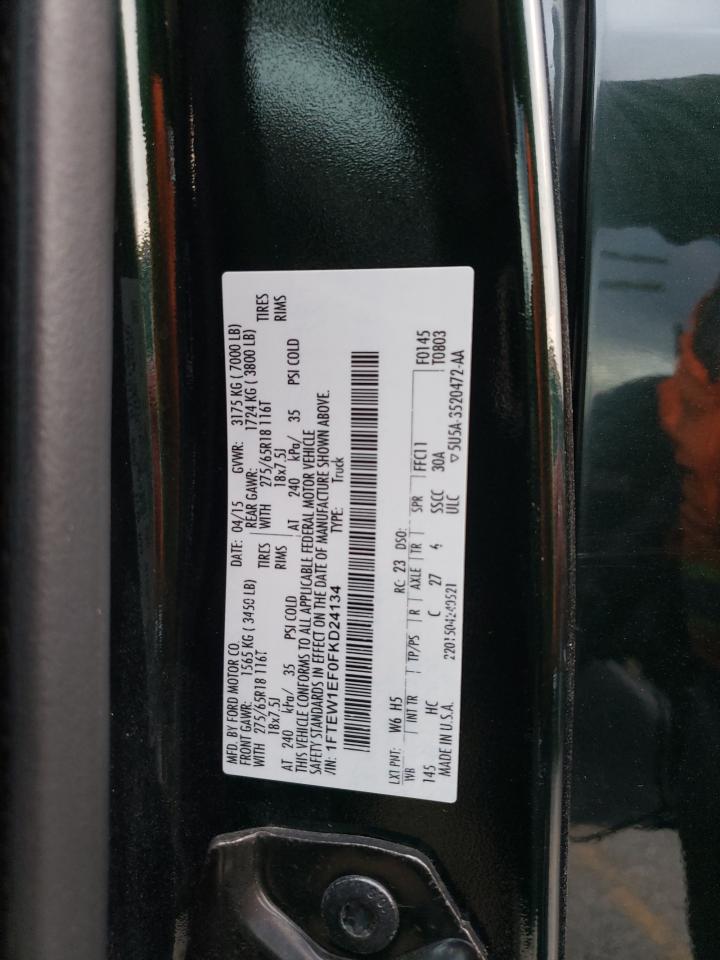 MFD. BY FORD MOTOR CO.
DATE: 04/15 GVWR: 3175 KG ( 7000 LB)
FRONT GAWR: 1565 KG ( 3450 LB)
REAR GAWR: 1724 KG ( 3800 LB)
WITH 275/65R18 116T TIRES
WITH 275/65R18 116T TIRES
18x7.5J RIMS
18x7.5J RIMS
AT 240 kPa/ 35 PSI COLD
AT 240 kPa/ 35 PSI COLD
THIS VEHICLE CONFORMS TO ALL APPLICABLE FEDERAL MOTOR VEHICLE
SAFETY STANDARDS IN EFFECT ON THE DATE OF MANUFACTURE SHOWN ABOVE.
/IN: 1FTEW1EF0FKD24134
TYPE: Truck
F0145
T0803
EXT PNT: W6 H5 RC: 23 DSO:
WB INT TR TP/PS R AXLE TR SPR FFC11
145 HC C 27 4 SSCC 30A
MADE IN U.S.A. 2201504240521 ULC
▽5U5A-3520472-AA